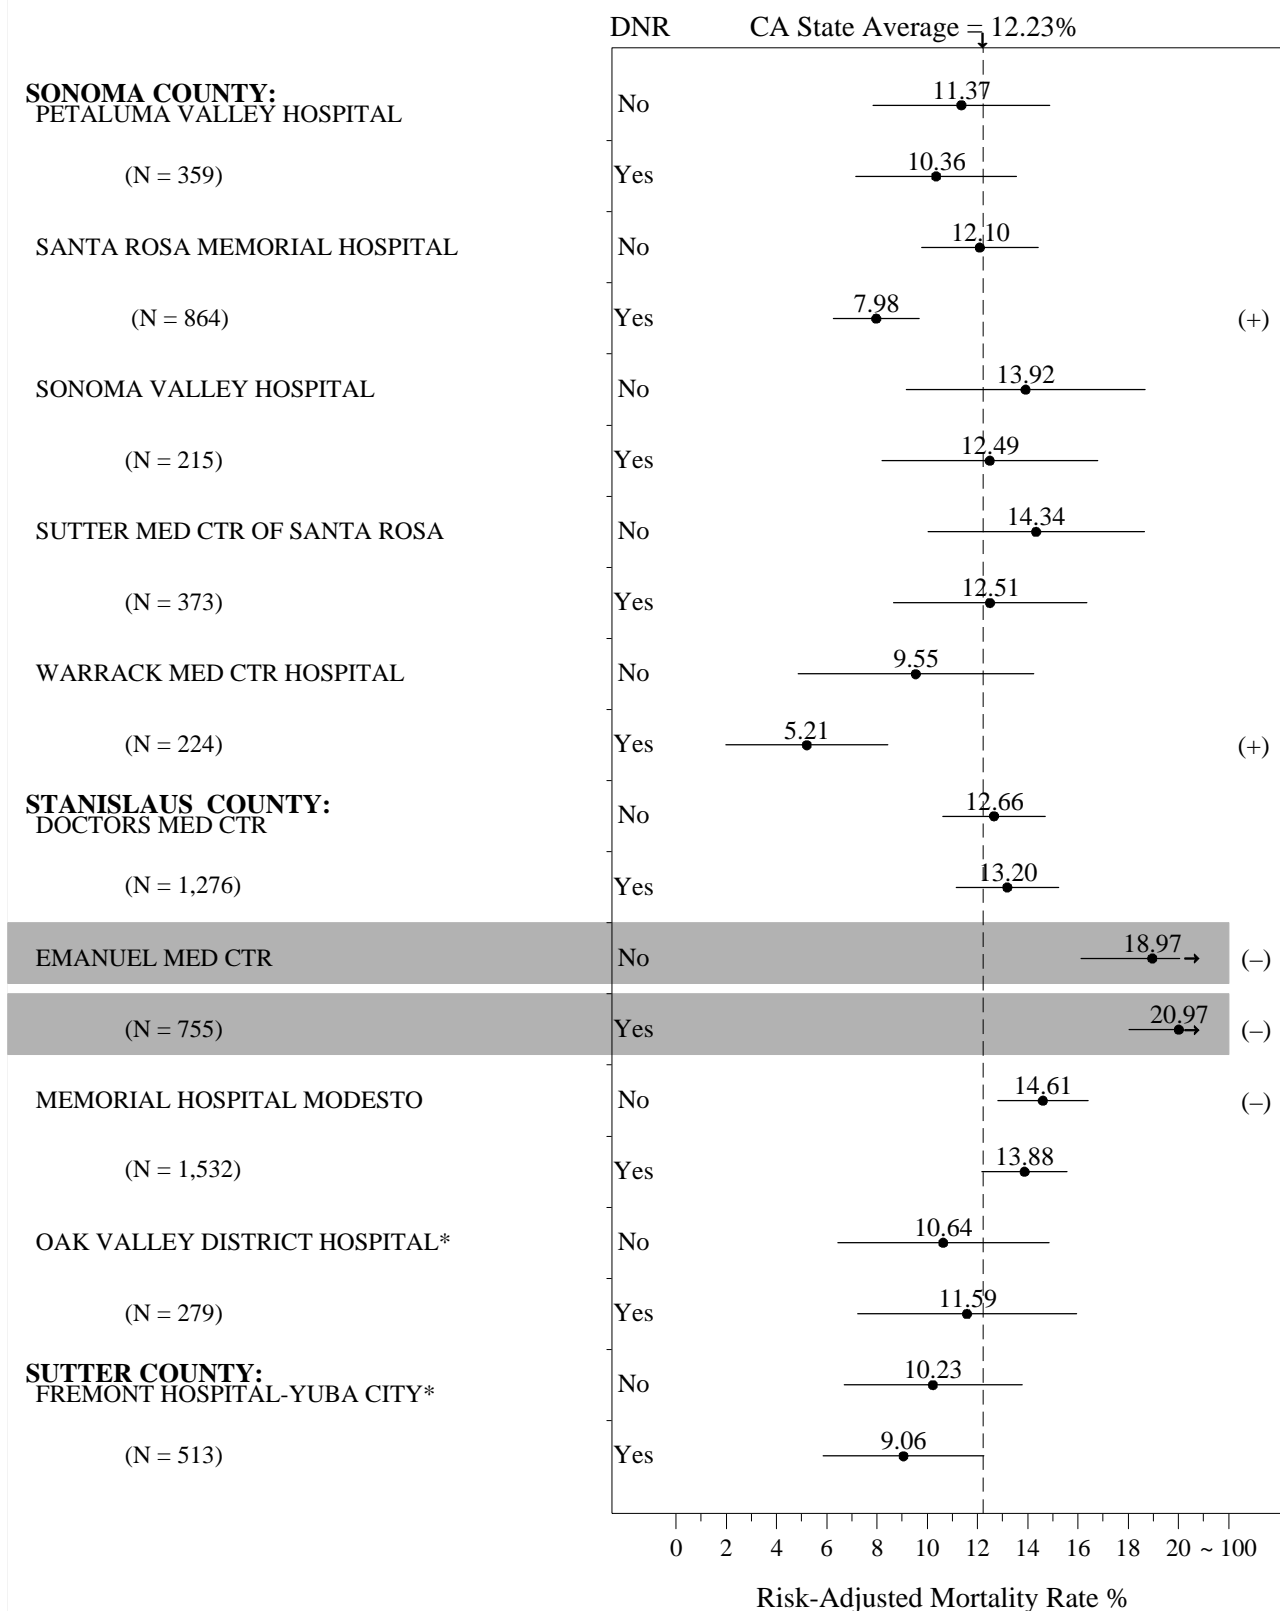 DNR CA State Average = 12.23%
SONOMA COUNTY:
PETALUMA VALLEY HOSPITAL No 11.37
(N = 359) Yes 10.36
SANTA ROSA MEMORIAL HOSPITAL No 12.10
(N = 864) Yes 7.98 (+)
SONOMA VALLEY HOSPITAL No 13.92
(N = 215) Yes 12.49
SUTTER MED CTR OF SANTA ROSA No 14.34
(N = 373) Yes 12.51
WARRACK MED CTR HOSPITAL No 9.55
(N = 224) Yes 5.21 (+)
STANISLAUS COUNTY:
DOCTORS MED CTR No 12.66
(N = 1,276) Yes 13.20
EMANUEL MED CTR No 18.97 (–)
(N = 755) Yes 20.97 (–)
MEMORIAL HOSPITAL MODESTO No 14.61 (–)
(N = 1,532) Yes 13.88
OAK VALLEY DISTRICT HOSPITAL* No 10.64
(N = 279) Yes 11.59
SUTTER COUNTY:
FREMONT HOSPITAL-YUBA CITY* No 10.23
(N = 513) Yes 9.06
0 2 4 6 8 10 12 14 16 18 20 ~ 100
Risk-Adjusted Mortality Rate %